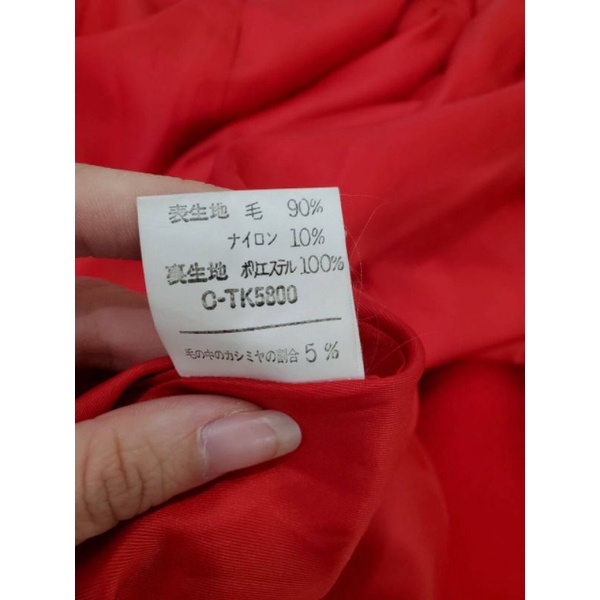 表生地 毛 90%
ナイロン 10%
裏生地 ポリエステル 100%
C-TK5800
毛の中のカシミヤの割合 5%